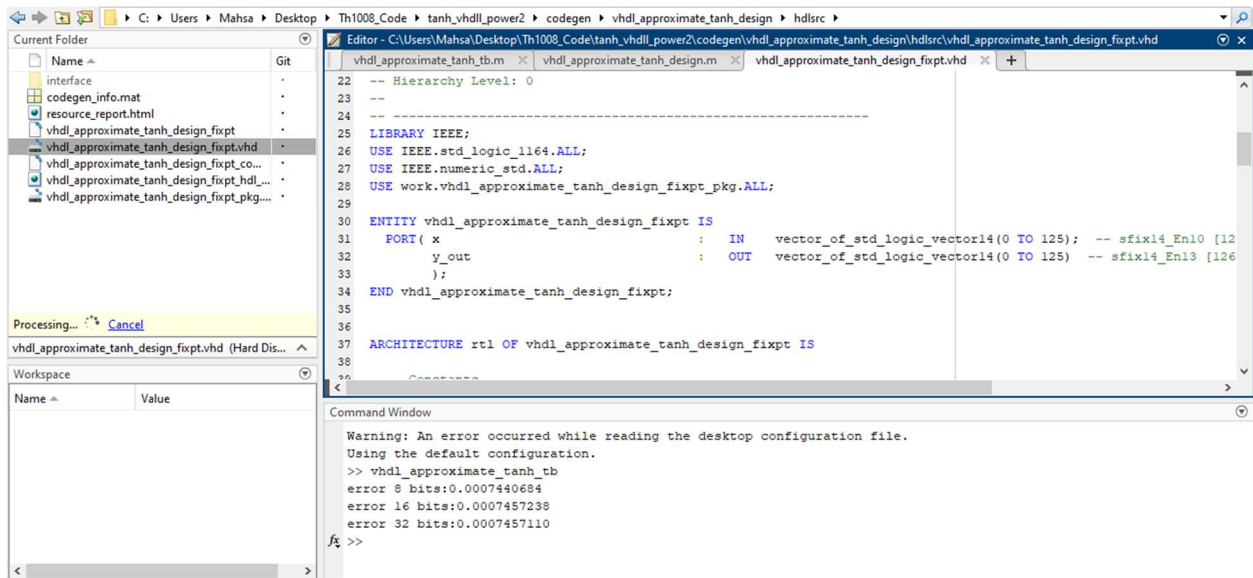 C: Users Mahsa Desktop Th1008_Code tanh_vhdll_power2 codegen vhdl_approximate_tanh_design hdlsrc
Current Folder
Name Git
interface
codegen_info.mat
resource_report.html
vhdl_approximate_tanh_design_fixpt
vhdl_approximate_tanh_design_fixpt.vhd
vhdl_approximate_tanh_design_fixpt_co...
vhdl_approximate_tanh_design_fixpt_hdl_...
vhdl_approximate_tanh_design_fixpt_pkg....
Processing... Cancel
vhdl_approximate_tanh_design_fixpt.vhd (Hard Dis...
Workspace
Name Value
Editor - C:\Users\Mahsa\Desktop\Th1008_Code\tanh_vhdll_power2\codegen\vhdl_approximate_tanh_design\hdlsrc\vhdl_approximate_tanh_design_fixpt.vhd
vhdl_approximate_tanh_tb.m vhdl_approximate_tanh_design.m vhdl_approximate_tanh_design_fixpt.vhd
22 -- Hierarchy Level: 0
23 --
24 -- -------------------------------------------------------------
25 LIBRARY IEEE;
26 USE IEEE.std_logic_1164.ALL;
27 USE IEEE.numeric_std.ALL;
28 USE work.vhdl_approximate_tanh_design_fixpt_pkg.ALL;
29
30 ENTITY vhdl_approximate_tanh_design_fixpt IS
31 PORT( x : IN vector_of_std_logic_vector14(0 TO 125); -- sfix14_En10 [12
32 y_out : OUT vector_of_std_logic_vector14(0 TO 125) -- sfix14_En13 [126
33 );
34 END vhdl_approximate_tanh_design_fixpt;
35
36
37 ARCHITECTURE rtl OF vhdl_approximate_tanh_design_fixpt IS
38
39 -- Constants
Command Window
Warning: An error occurred while reading the desktop configuration file.
Using the default configuration.
>> vhdl_approximate_tanh_tb
error 8 bits:0.0007440684
error 16 bits:0.0007457238
error 32 bits:0.0007457110
fx >>